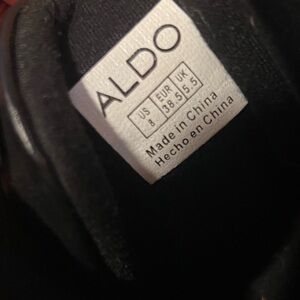 ALDO
US EUR UK
8 38.5 5.5
Made in China
Hecho en China